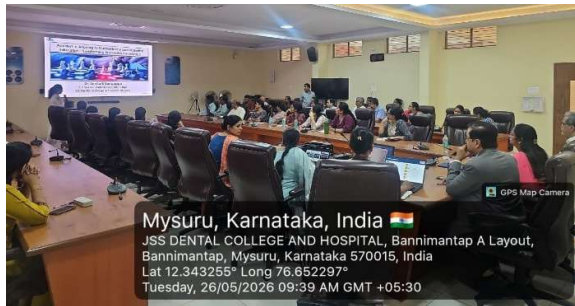 GPS Map Camera
Mysuru, Karnataka, India
JSS DENTAL COLLEGE AND HOSPITAL, Bannimantap A Layout,
Bannimantap, Mysuru, Karnataka 570015, India
Lat 12.343255° Long 76.652297°
Tuesday, 26/05/2026 09:39 AM GMT +05:30